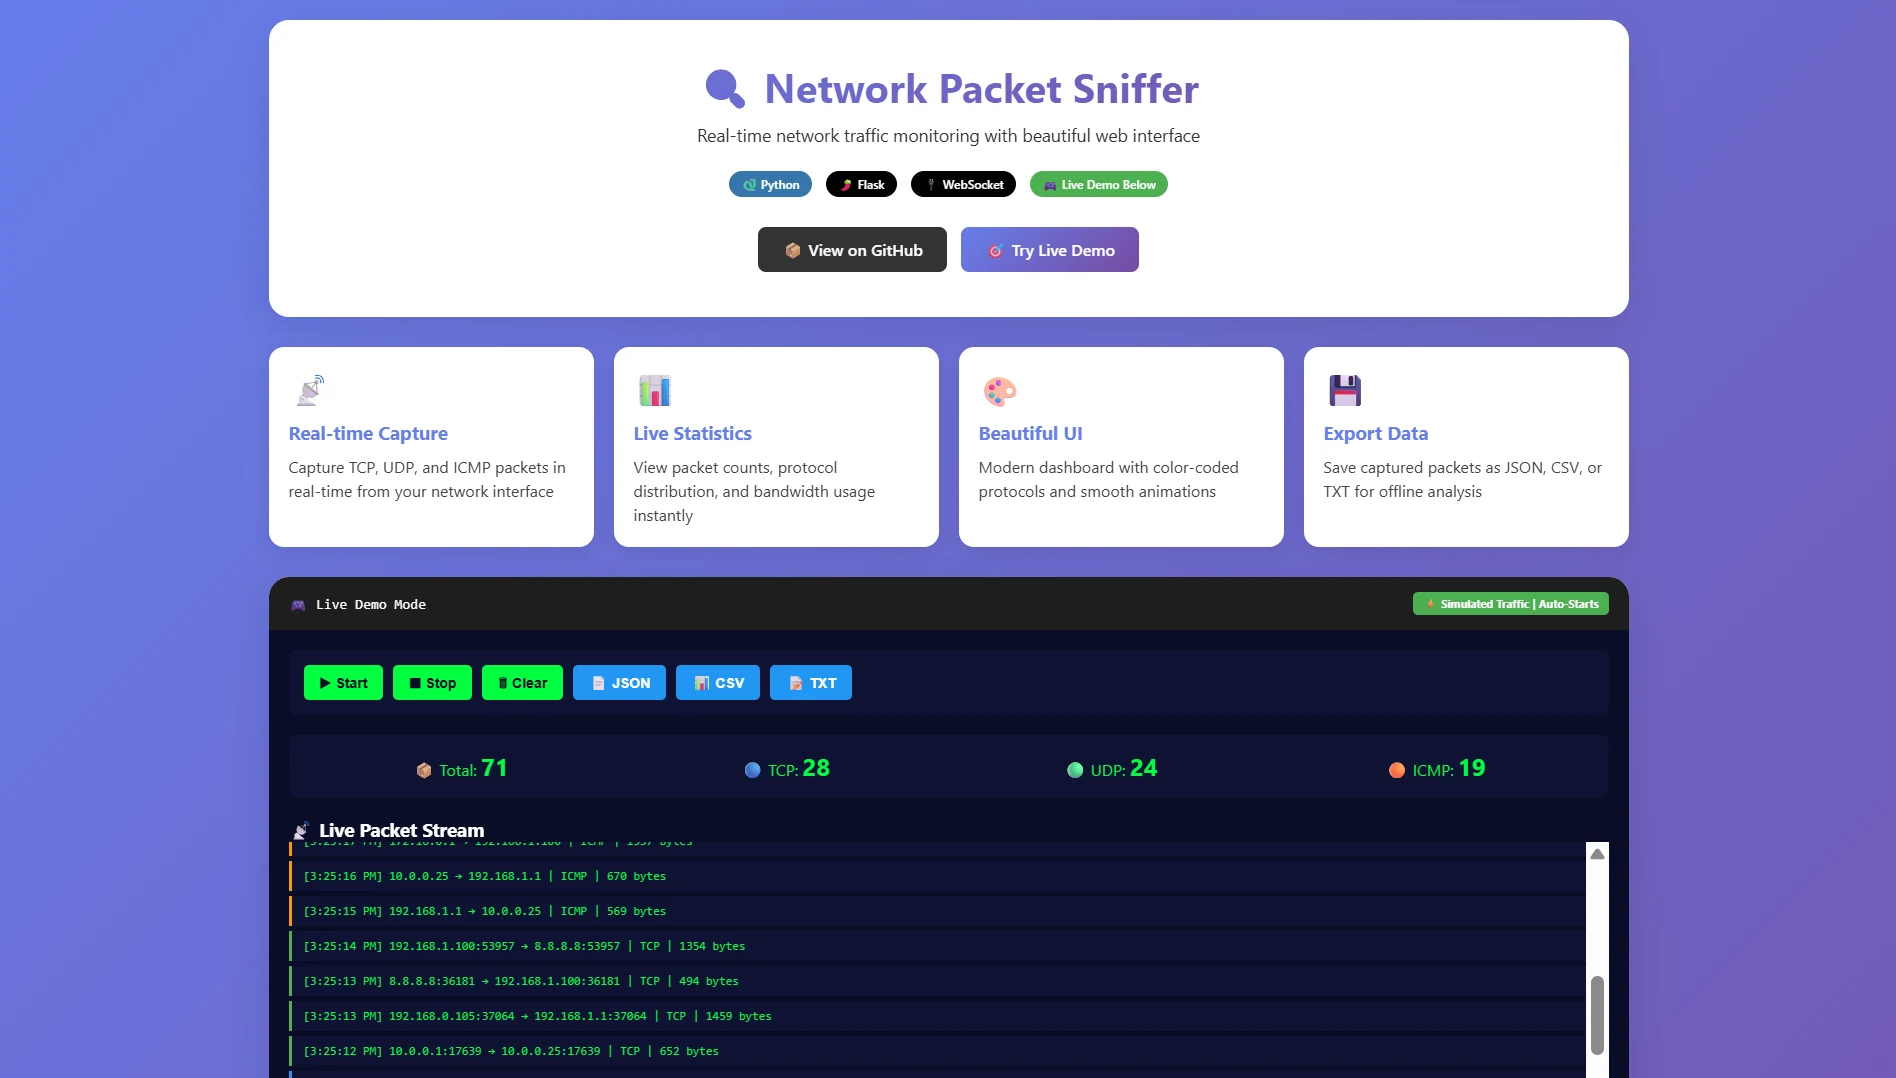 Network Packet Sniffer
Real-time network traffic monitoring with beautiful web interface
Python
Flask
WebSocket
Live Demo Below
View on GitHub
Try Live Demo
Real-time Capture
Capture TCP, UDP, and ICMP packets in
real-time from your network interface
Live Statistics
View packet counts, protocol
distribution, and bandwidth usage
instantly
Beautiful UI
Modern dashboard with color-coded
protocols and smooth animations
Export Data
Save captured packets as JSON, CSV, or
TXT for offline analysis
Live Demo Mode
Simulated Traffic | Auto-Starts
Start
Stop
Clear
JSON
CSV
TXT
Total: 71
TCP: 28
UDP: 24
ICMP: 19
Live Packet Stream
[3:25:16 PM] 10.0.0.25 → 192.168.1.1 | ICMP | 670 bytes
[3:25:15 PM] 192.168.1.1 → 10.0.0.25 | ICMP | 569 bytes
[3:25:14 PM] 192.168.1.100:53957 → 8.8.8.8:53957 | TCP | 1354 bytes
[3:25:13 PM] 8.8.8.8:36181 → 192.168.1.100:36181 | TCP | 494 bytes
[3:25:13 PM] 192.168.0.105:37064 → 192.168.1.1:37064 | TCP | 1459 bytes
[3:25:12 PM] 10.0.0.1:17639 → 10.0.0.25:17639 | TCP | 652 bytes